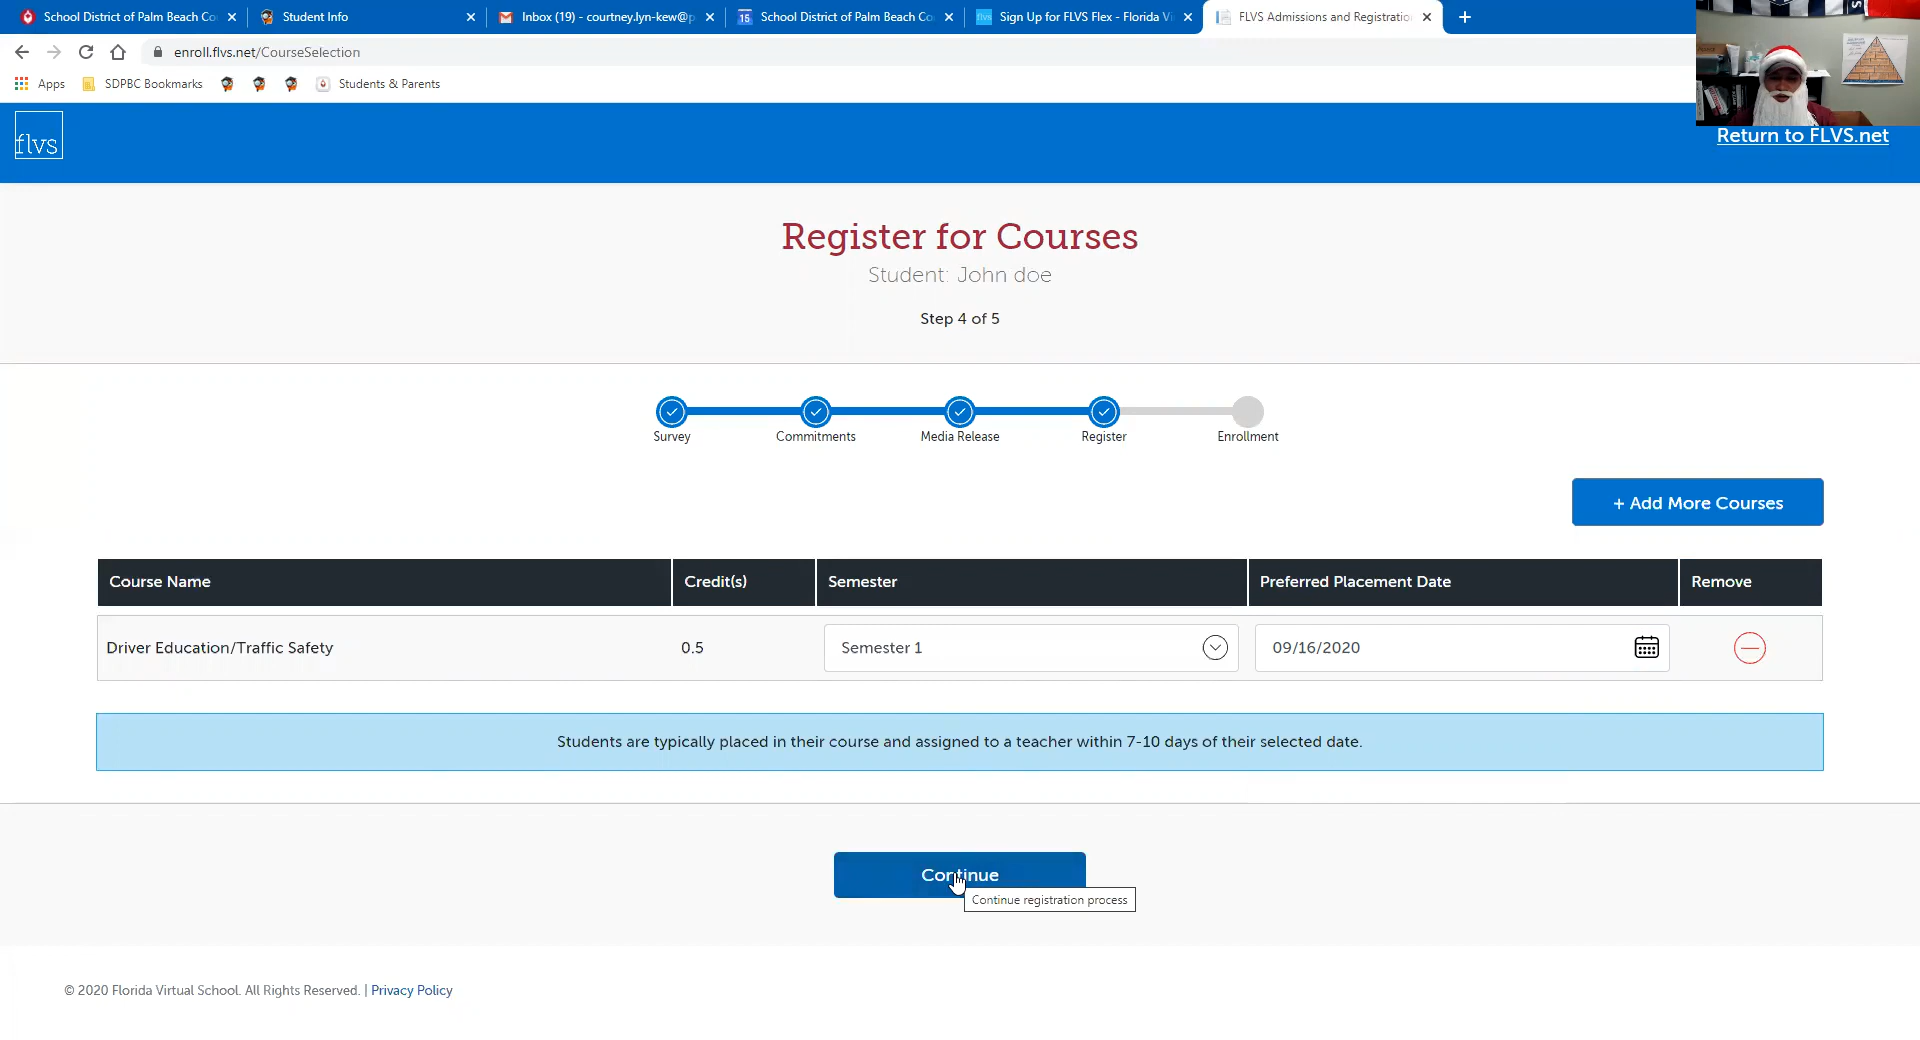 School District of Palm Beach Co
Student Info
Inbox (19) - courtney.lyn-kew@p
15
School District of Palm Beach Co
flvs
Sign Up for FLVS Flex - Florida Vi
FLVS Admissions and Registratio
enroll.flvs.net/CourseSelection
Apps
SDPBC Bookmarks
Students & Parents
flvs
Return to FLVS.net
Register for Courses
Student: John doe
Step 4 of 5
Survey
Commitments
Media Release
Register
Enrollment
+ Add More Courses
Course Name
Credit(s)
Semester
Preferred Placement Date
Remove
Driver Education/Traffic Safety
0.5
Semester 1
09/16/2020
Students are typically placed in their course and assigned to a teacher within 7-10 days of their selected date.
Continue
Continue registration process
© 2020 Florida Virtual School. All Rights Reserved. | Privacy Policy